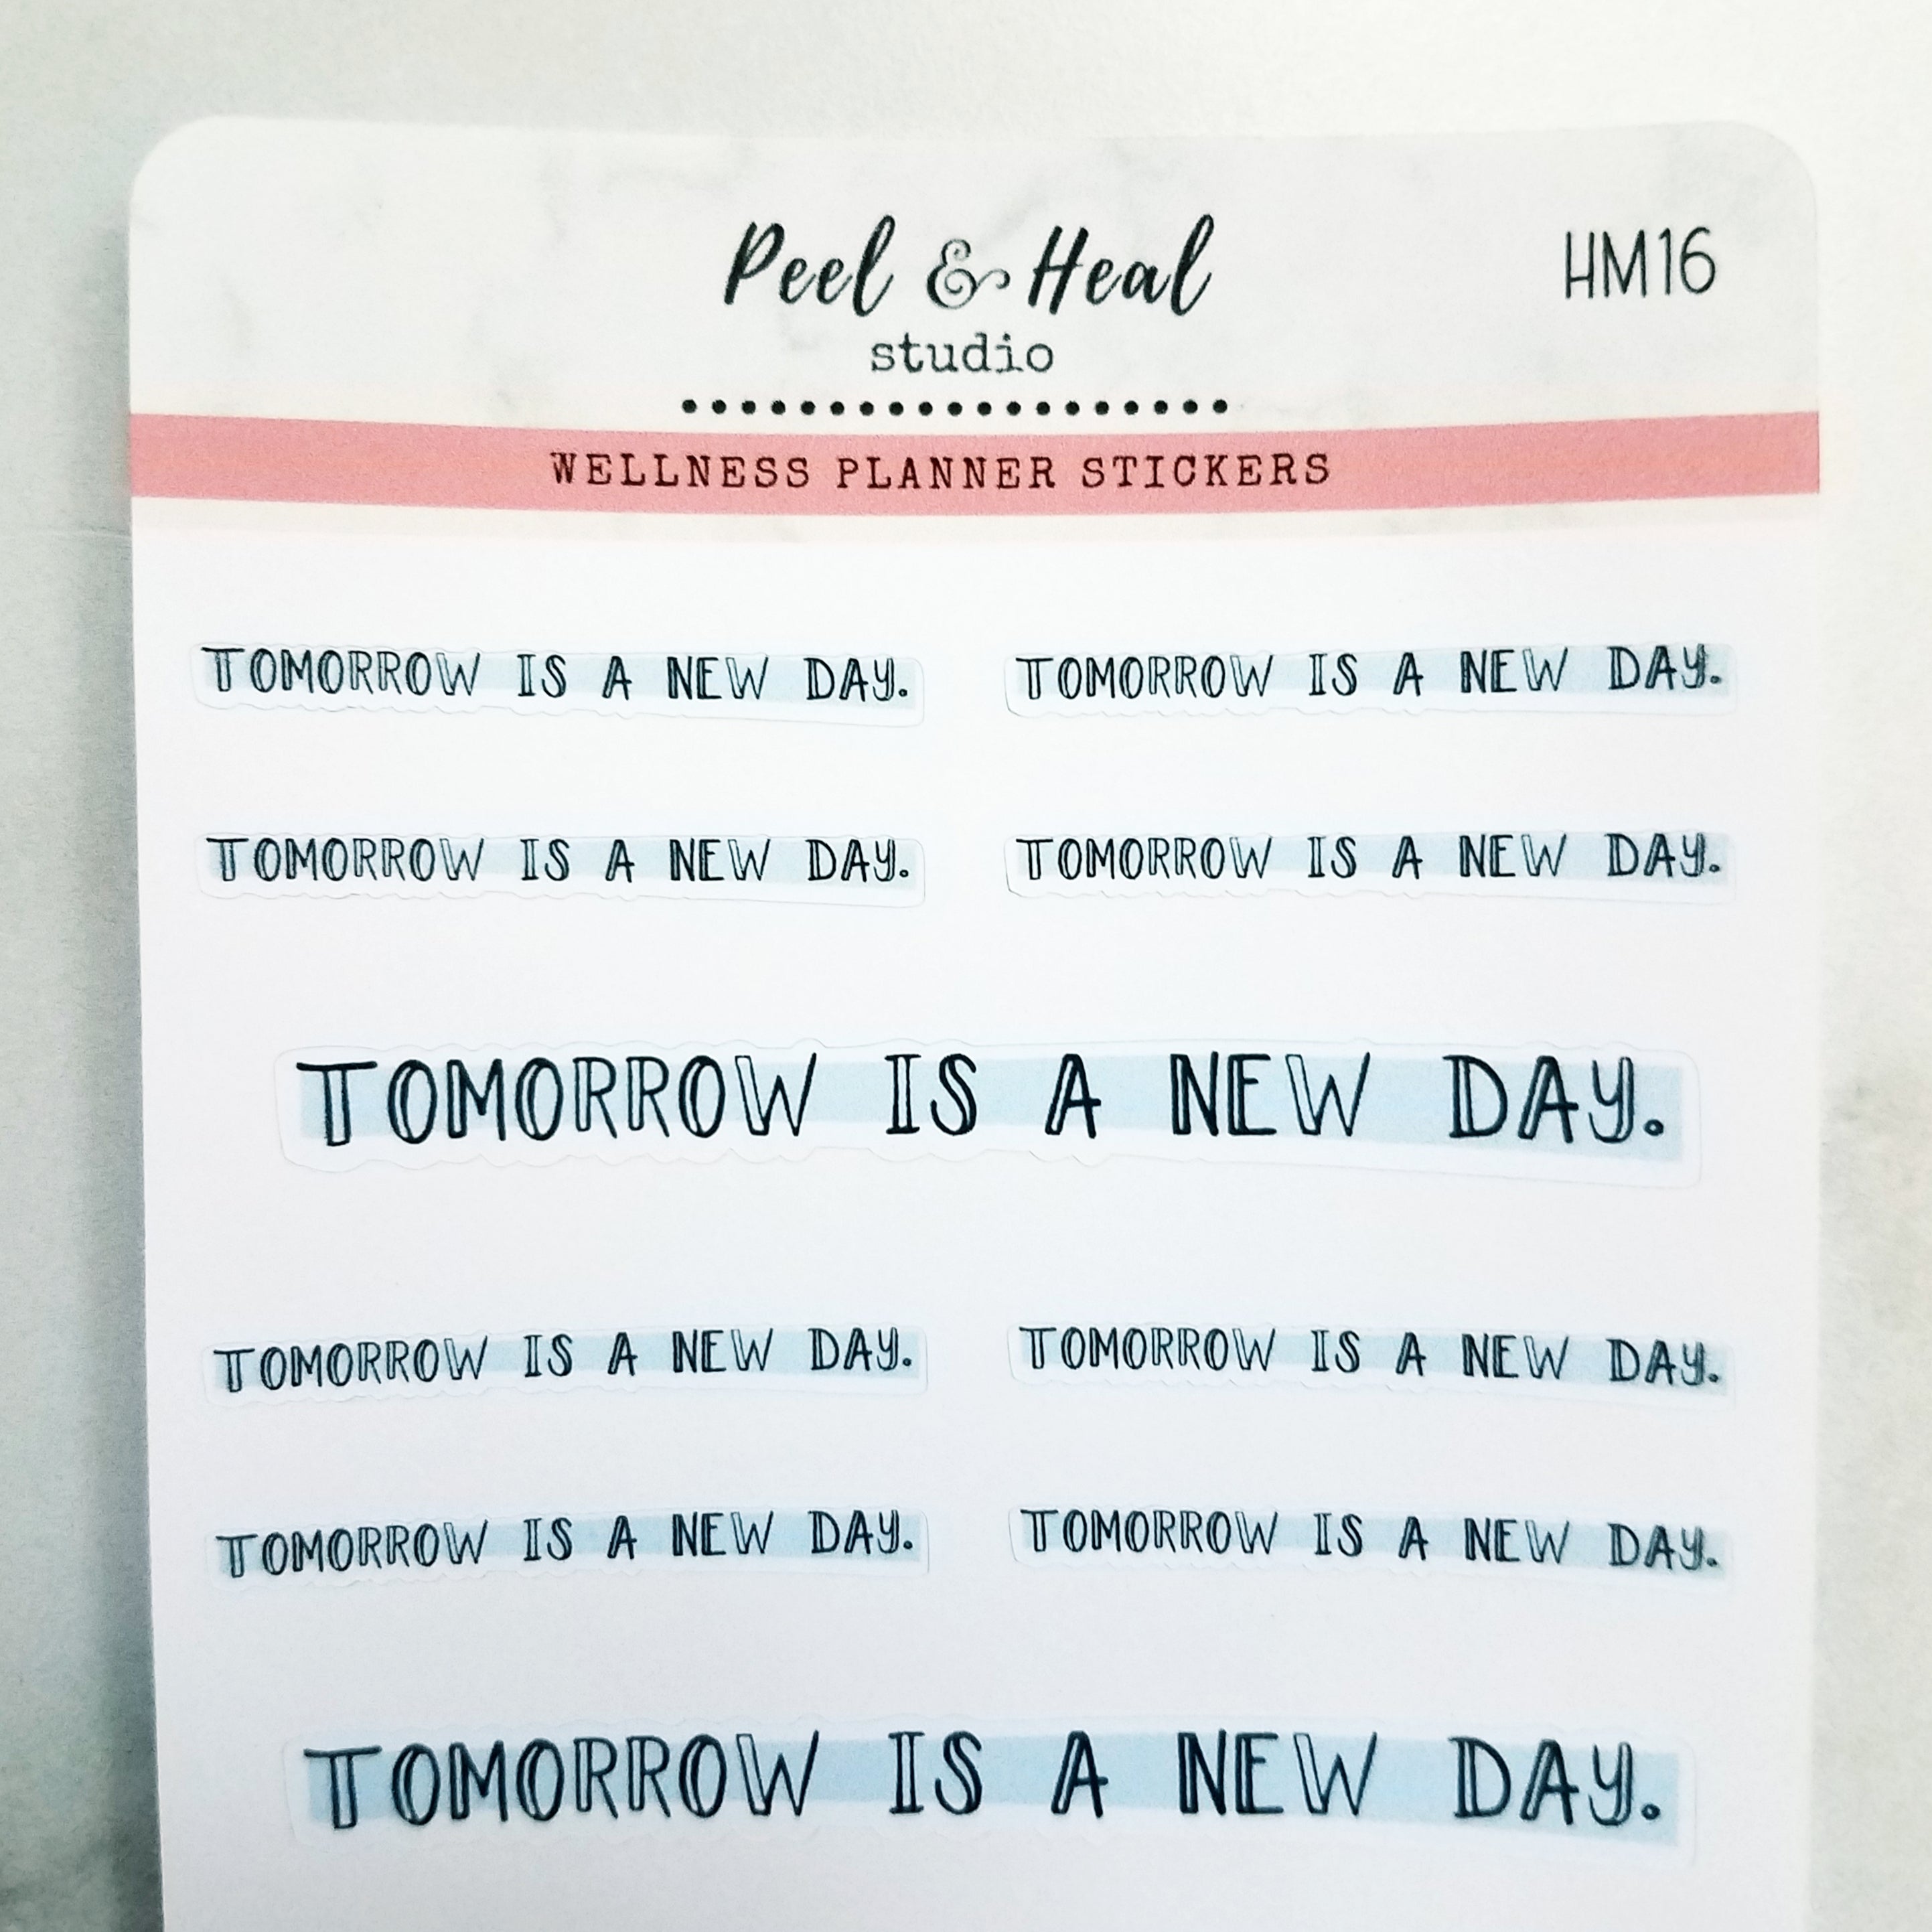 Peel & Heal
HM16
studio
WELLNESS PLANNER STICKERS
TOMORROW IS A NEW DAY. TOMORROW IS A NEW DAY.
TOMORROW IS A NEW DAY. TOMORROW IS A NEW DAY.
TOMORROW IS A NEW DAY.
TOMORROW IS A NEW DAY. TOMORROW IS A NEW DAY.
TOMORROW IS A NEW DAY. TOMORROW IS A NEW DAY.
TOMORROW IS A NEW DAY.